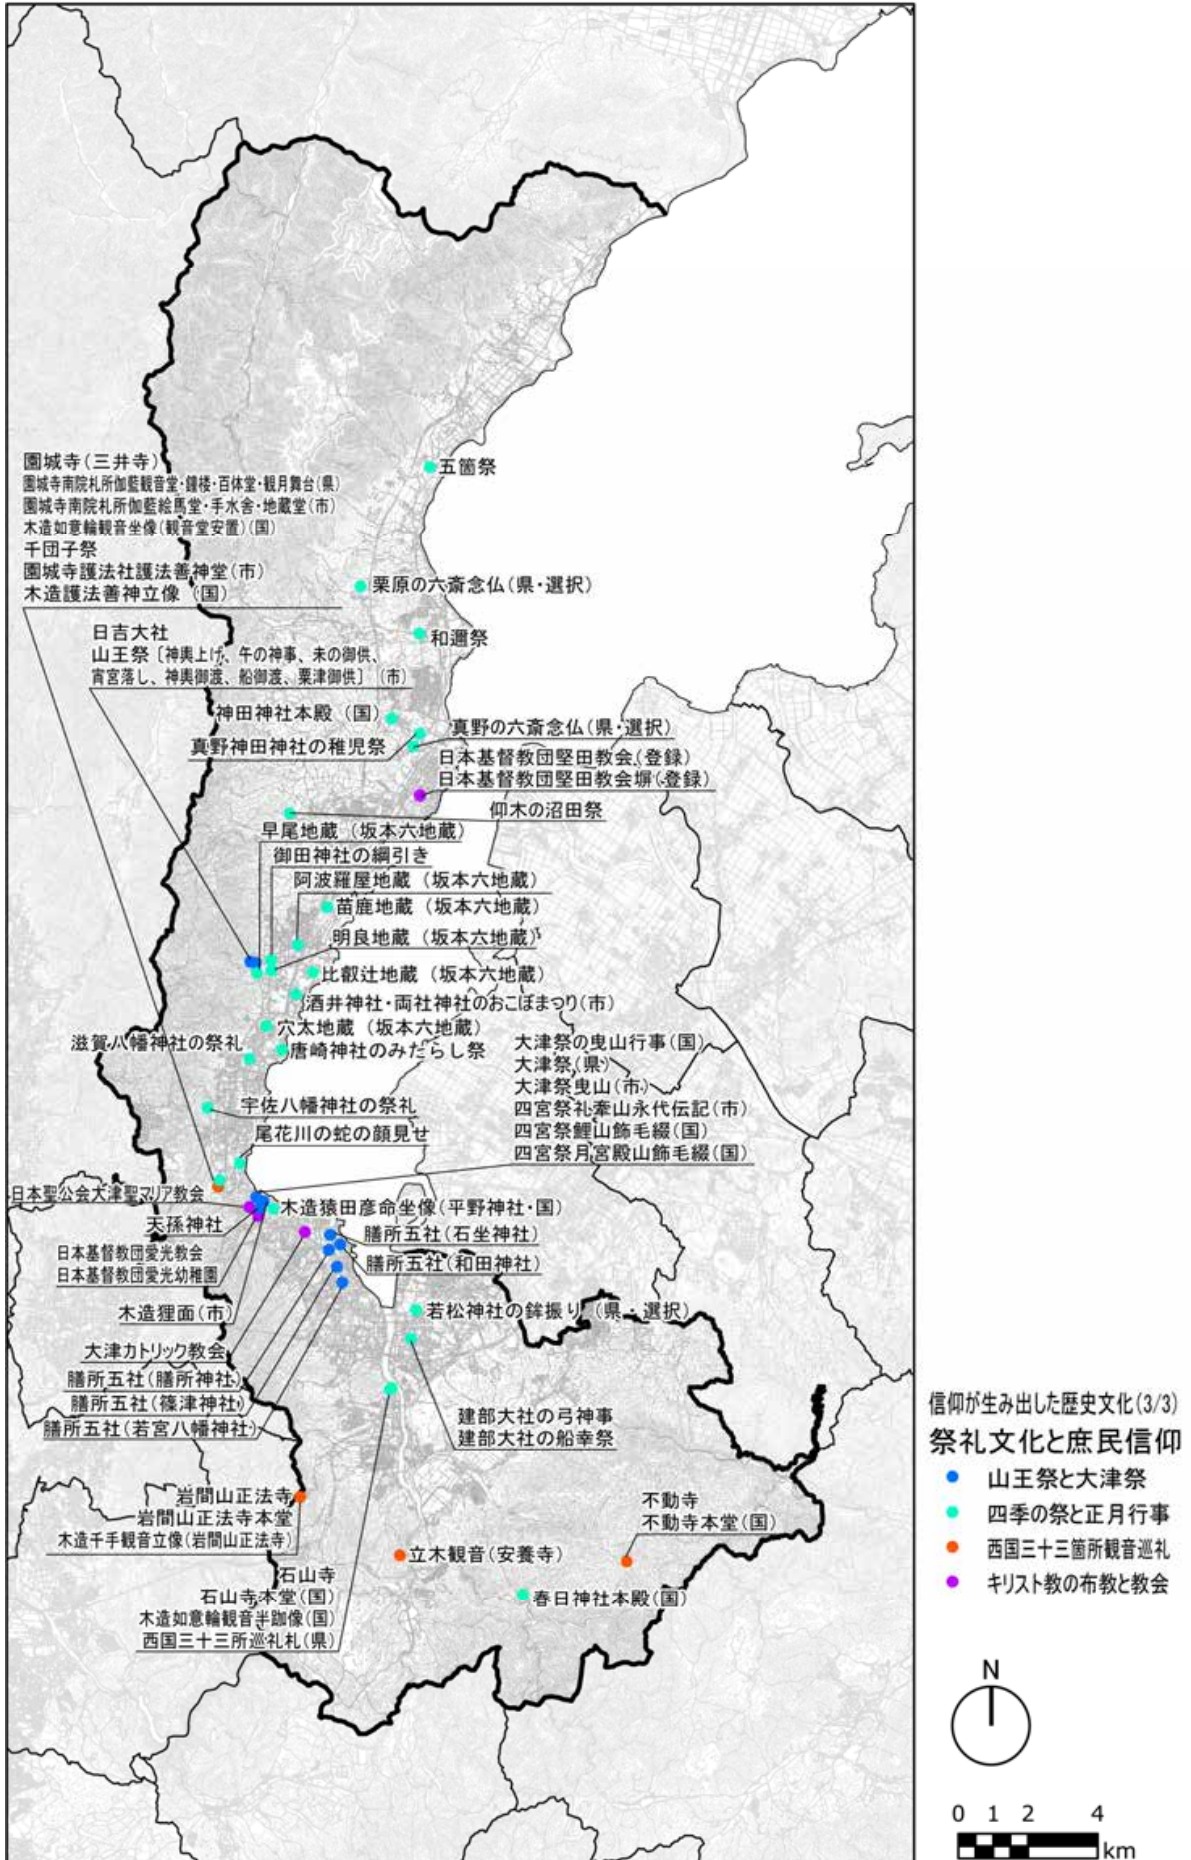 五箇祭
園城寺(三井寺)
園城寺南院札所伽藍観音堂・鐘楼・百体堂・観月舞台(県)
園城寺南院札所伽藍絵馬堂・手水舎・地蔵堂(市)
木造如意輪観音坐像(観音堂安置)(国)
千団子祭
園城寺護法社護法善神堂(市)
木造護法善神立像 (国)
栗原の六斎念仏(県・選択)
和邇祭
日吉大社
山王祭〔神輿上げ、午の神事、未の御供、
宵宮落し、神輿御渡、船御渡、粟津御供〕 (市)
神田神社本殿 (国)
真野の六斎念仏(県・選択)
真野神田神社の稚児祭
日本基督教団堅田教会(登録)
日本基督教団堅田教会塀(登録)
仰木の沼田祭
早尾地蔵 (坂本六地蔵)
御田神社の綱引き
阿波羅屋地蔵 (坂本六地蔵)
苗鹿地蔵 (坂本六地蔵)
明良地蔵 (坂本六地蔵)
比叡辻地蔵 (坂本六地蔵)
酒井神社・両社神社のおこぼまつり(市)
穴太地蔵 (坂本六地蔵)
滋賀八幡神社の祭礼
唐崎神社のみたらし祭
大津祭の曳山行事(国)
大津祭(県)
大津祭曳山(市)
四宮祭礼牽山永代伝記(市)
四宮祭鯉山飾毛綴(国)
四宮祭月宮殿山飾毛綴(国)
宇佐八幡神社の祭礼
尾花川の蛇の顔見せ
日本聖公会大津聖マリア教会
木造猿田彦命坐像(平野神社・国)
天孫神社
膳所五社(石坐神社)
日本基督教団愛光教会
日本基督教団愛光幼稚園
膳所五社(和田神社)
木造狸面(市)
若松神社の鉾振り (県・選択)
大津カトリック教会
膳所五社(膳所神社)
膳所五社(篠津神社)
膳所五社(若宮八幡神社)
建部大社の弓神事
建部大社の船幸祭
岩間山正法寺
岩間山正法寺本堂
木造千手観音立像(岩間山正法寺)
不動寺
不動寺本堂(国)
立木観音(安養寺)
石山寺
石山寺本堂(国)
木造如意輪観音半跏像(国)
西国三十三所巡礼札(県)
春日神社本殿(国)
信仰が生み出した歴史文化(3/3)
祭礼文化と庶民信仰
山王祭と大津祭
四季の祭と正月行事
西国三十三箇所観音巡礼
キリスト教の布教と教会
N
0 1 2 4
km